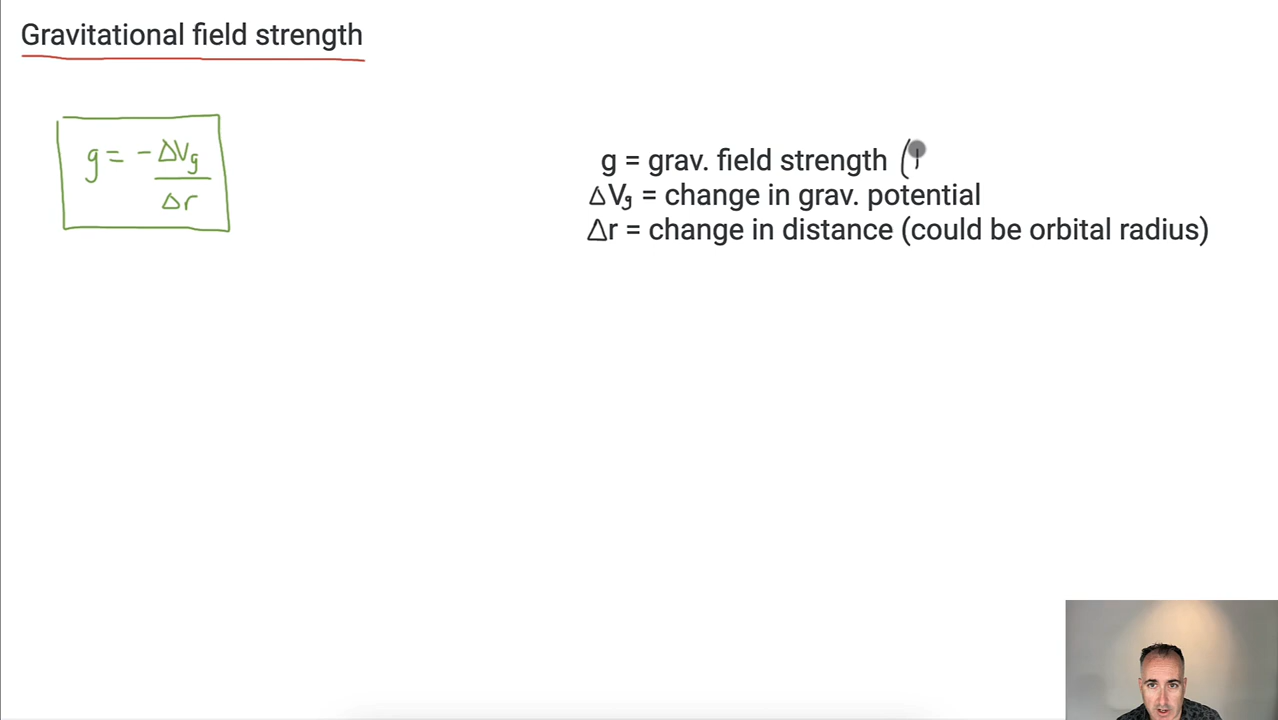 Gravitational field strength
g = -ΔVg/Δr
g = grav. field strength (
ΔVg = change in grav. potential
Δr = change in distance (could be orbital radius)